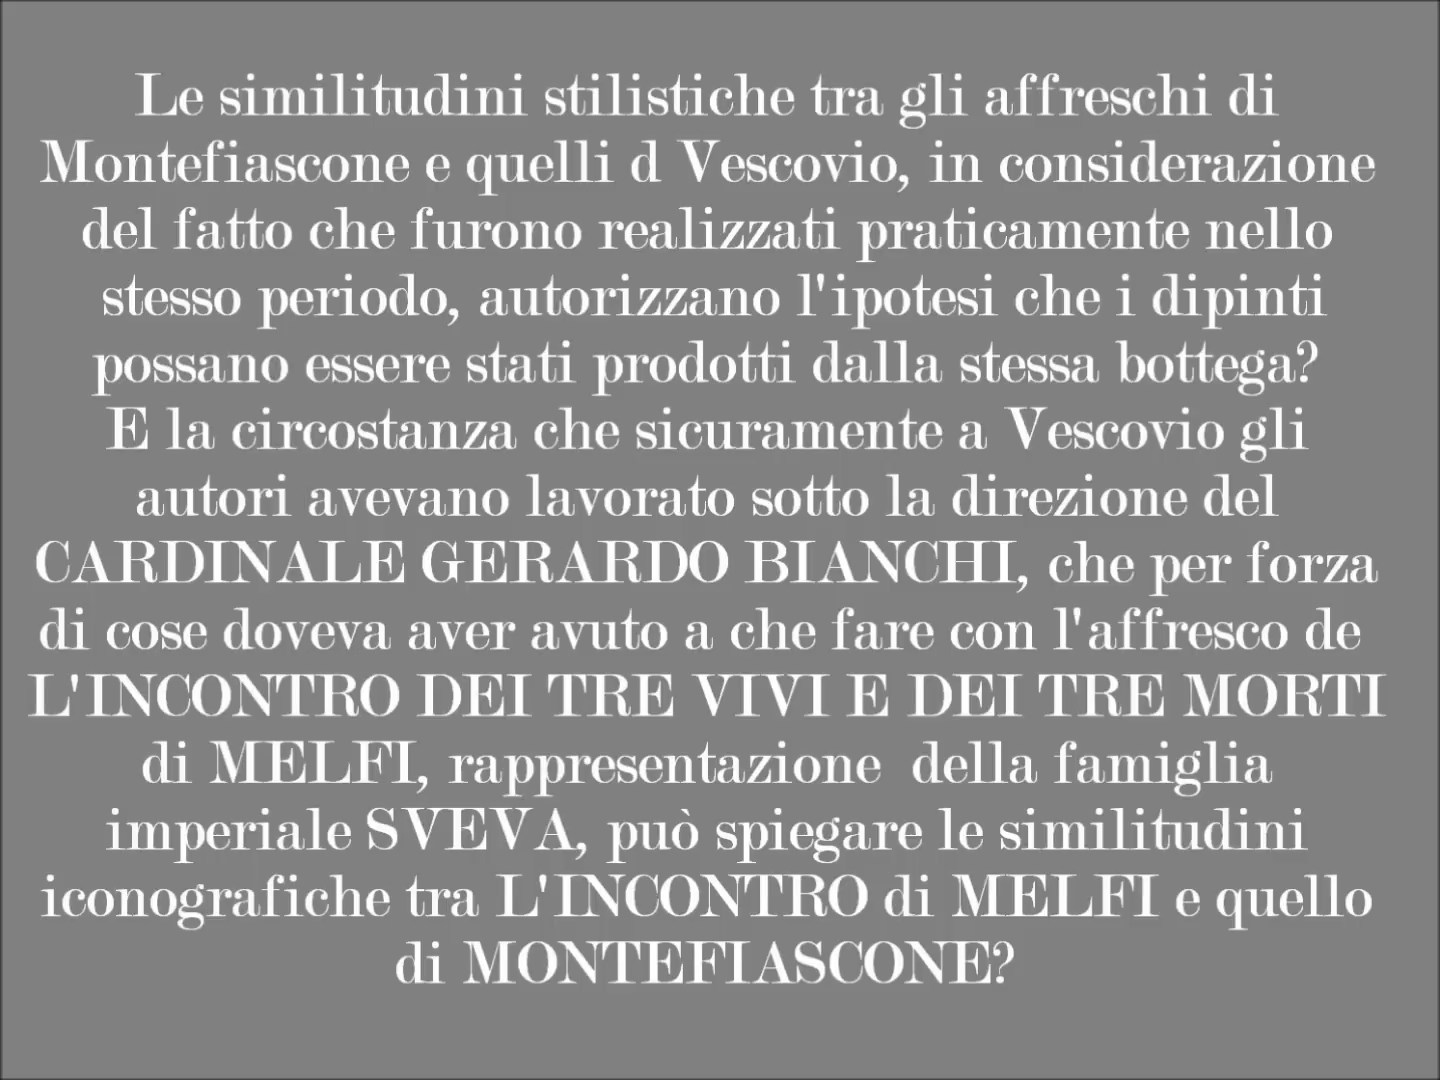 Le similitudini stilistiche tra gli affreschi di
Montefiascone e quelli d Vescovio, in considerazione
del fatto che furono realizzati praticamente nello
stesso periodo, autorizzano l'ipotesi che i dipinti
possano essere stati prodotti dalla stessa bottega?
E la circostanza che sicuramente a Vescovio gli
autori avevano lavorato sotto la direzione del
CARDINALE GERARDO BIANCHI, che per forza
di cose doveva aver avuto a che fare con l'affresco de
L'INCONTRO DEI TRE VIVI E DEI TRE MORTI
di MELFI, rappresentazione  della famiglia
imperiale SVEVA, può spiegare le similitudini
iconografiche tra L'INCONTRO di MELFI e quello
di MONTEFIASCONE?